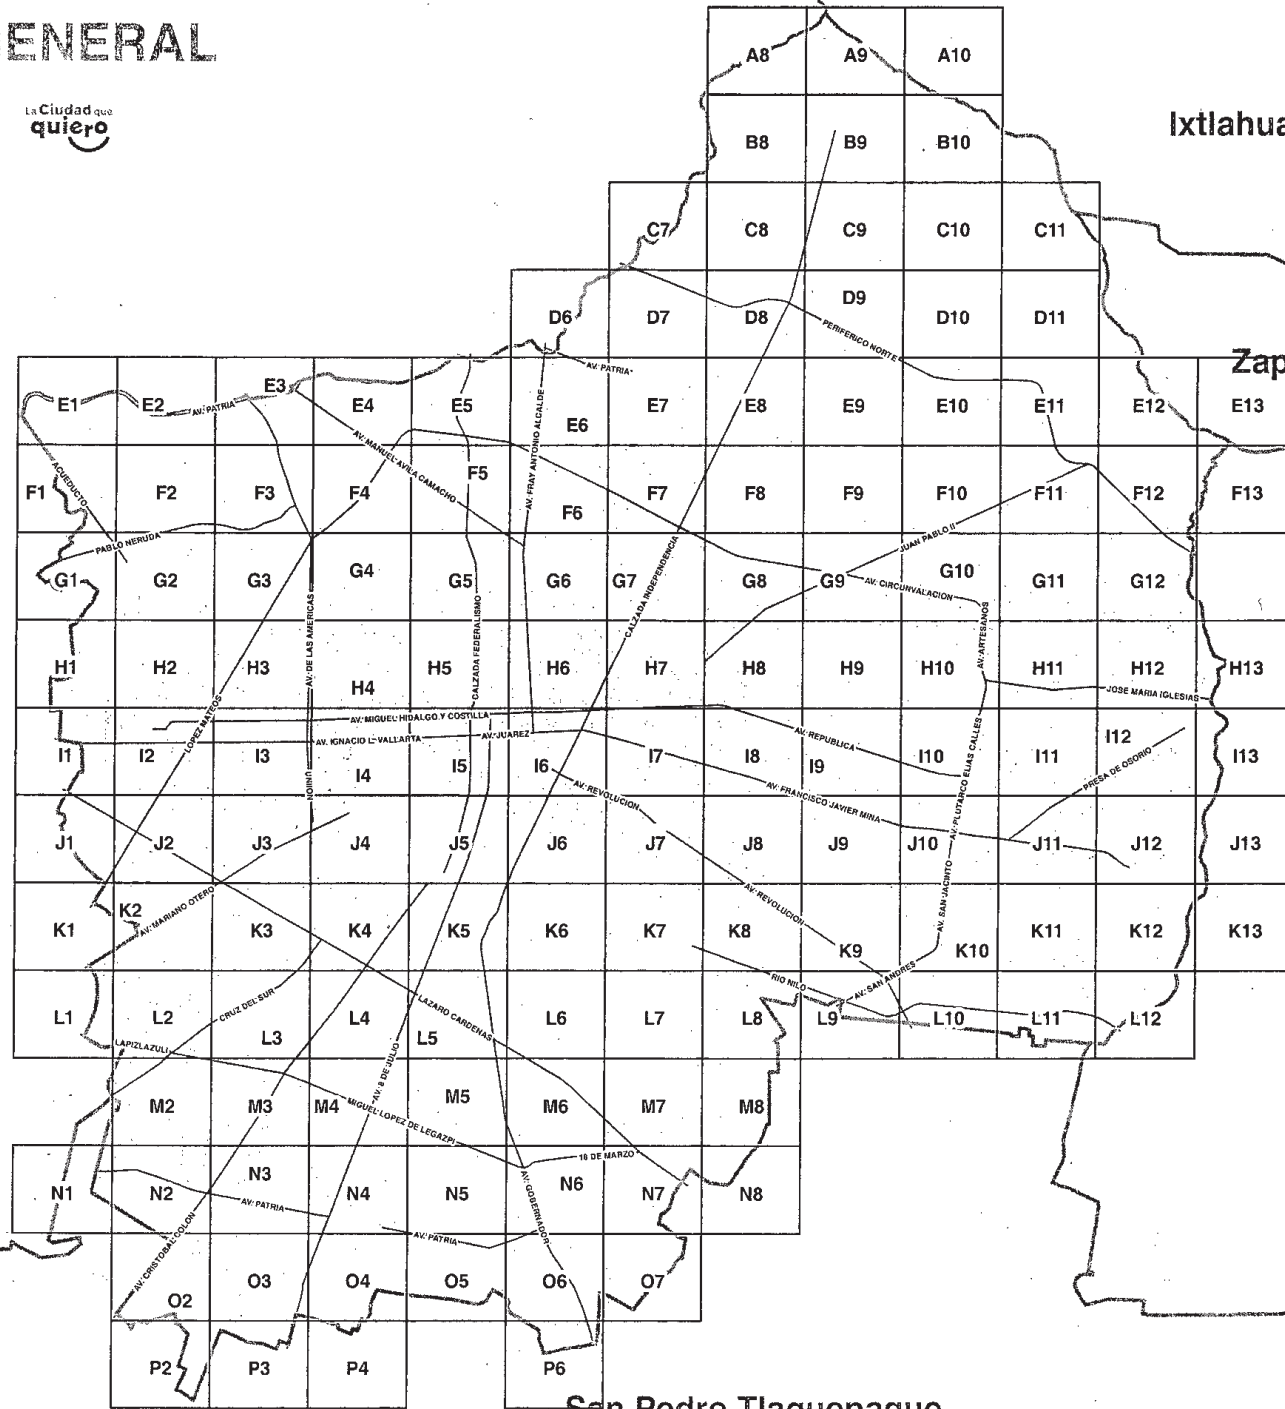 ENERAL
La Ciudad que
quiero
Ixtlahua
Zap
A8 A9 A10
B8 B9 B10
C7 C8 C9 C10 C11
D6 D7 D8 D9 D10 D11
PERIFERICO NORTE
AV. PATRIA
E1 E2 E3 E4 E5 E6 E7 E8 E9 E10 E11 E12 E13
AV. PATRIA
AV. MANUEL AVILA CAMACHO
AV. FRAY ANTONIO ALCALDE
ACUEDUCTO
F1 F2 F3 F4 F5 F6 F7 F8 F9 F10 F11 F12 F13
PABLO NERUDA
JUAN PABLO II
G1 G2 G3 G4 G5 G6 G7 G8 G9 G10 G11 G12
AV. CIRCUNVALACION
CALZADA INDEPENDENCIA
AV. DE LAS AMERICAS
CALZADA FEDERALISMO
AV. ARTESANOS
H1 H2 H3 H4 H5 H6 H7 H8 H9 H10 H11 H12 H13
JOSE MARIA IGLESIAS
LOPEZ MATEOS
AV. MIGUEL HIDALGO Y COSTILLA
AV. IGNACIO L. VALLARTA
AV. JUAREZ
AV. REPUBLICA
I1 I2 I3 I4 I5 I6 I7 I8 I9 I10 I11 I12 I13
PRESA DE OSORIO
AV. REVOLUCION
AV. FRANCISCO JAVIER MINA
AV. PLUTARCO ELIAS CALLES
J1 J2 J3 J4 J5 J6 J7 J8 J9 J10 J11 J12 J13
AV. MARIANO OTERO
AV. REVOLUCION
AV. SAN JACINTO
K1 K2 K3 K4 K5 K6 K7 K8 K9 K10 K11 K12 K13
RIO NILO
AV. SAN ANDRES
CRUZ DEL SUR
LAZARO CARDENAS
L1 L2 L3 L4 L5 L6 L7 L8 L9 L10 L11 L12
LAPIZLAZULI
AV. 8 DE JULIO
M2 M3 M4 M5 M6 M7 M8
MIGUEL LOPEZ DE LEGAZPI
18 DE MARZO
N1 N2 N3 N4 N5 N6 N7 N8
AV. PATRIA
AV. PATRIA
AV. GOBERNADOR
AV. CRISTOBAL COLON
O2 O3 O4 O5 O6 O7
P2 P3 P4 P6
San Pedro Tlaquepaque